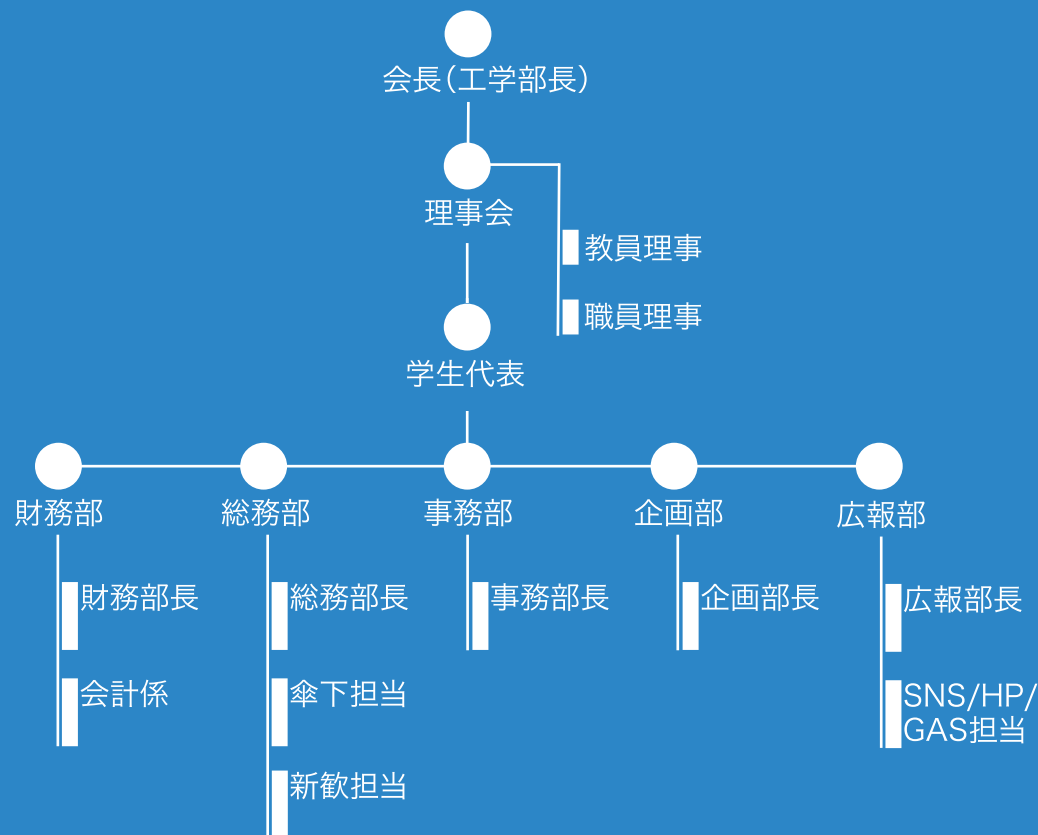 会長(工学部長)
理事会
教員理事
職員理事
学生代表
財務部
総務部
事務部
企画部
広報部
財務部長
総務部長
事務部長
企画部長
広報部長
会計係
傘下担当
SNS/HP/
GAS担当
新歓担当